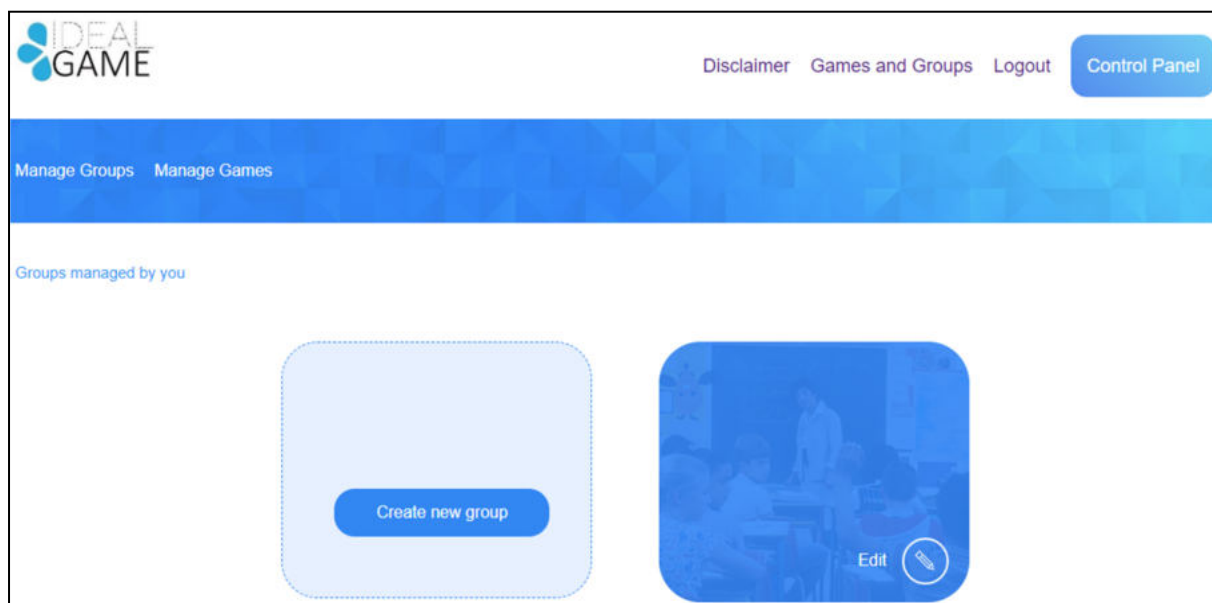 IDEAL
GAME
Disclaimer Games and Groups Logout Control Panel
Manage Groups Manage Games
Groups managed by you
Create new group
Edit